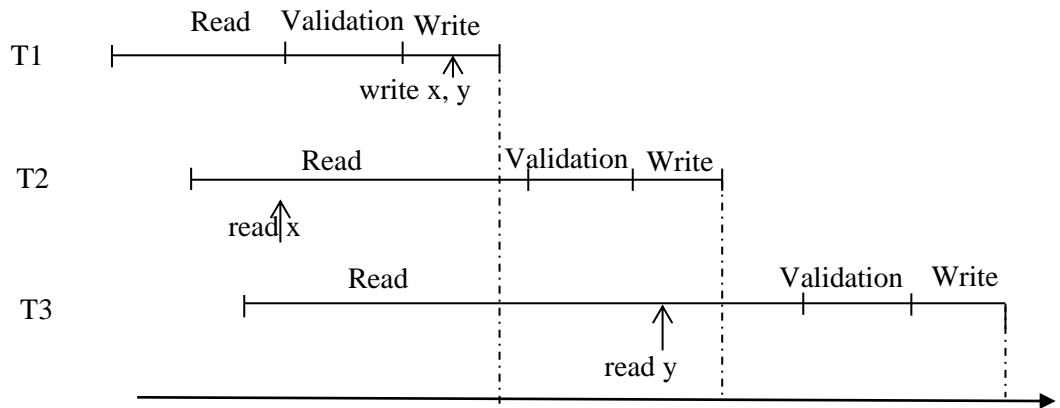 Read Validation Write
T1
write x, y
Read Validation Write
T2
read x
Read Validation Write
T3
read y